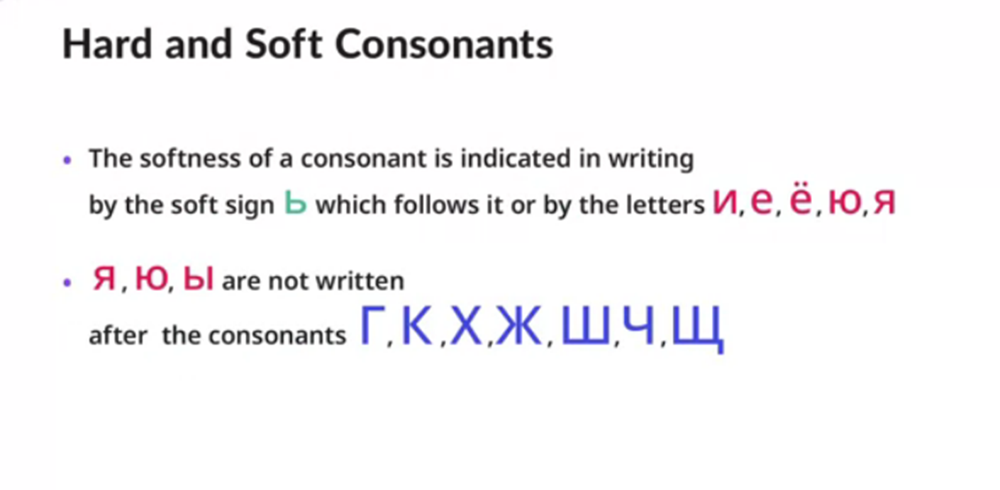 Hard and Soft Consonants
• The softness of a consonant is indicated in writing
by the soft sign ь which follows it or by the letters и, е, ё, ю, я
• я, ю, ы are not written
after the consonants Г, К, Х, Ж, Ш, Ч, Щ